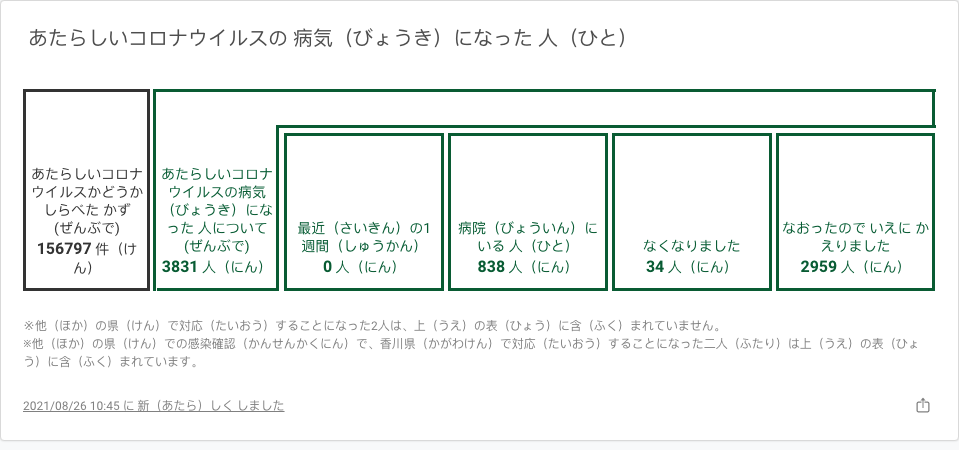 あたらしいコロナウイルスの 病気（びょうき）になった 人（ひと）
あたらしいコロナ
ウイルスかどうか
しらべた かず
(ぜんぶで)
156797 件（け
ん）
あたらしいコロナ
ウイルスの病気
（びょうき）にな
った 人について
(ぜんぶで)
3831 人（にん）
最近（さいきん）の1
週間（しゅうかん）
0 人（にん）
病院（びょういん）に
いる 人（ひと）
838 人（にん）
なくなりました
34 人（にん）
なおったので いえに か
えりました
2959 人（にん）
※他（ほか）の県（けん）で対応（たいおう）することになった2人は、上（うえ）の表（ひょう）に含（ふく）まれていません。
※他（ほか）の県（けん）での感染確認（かんせんかくにん）で、香川県（かがわけん）で対応（たいおう）することになった二人（ふたり）は上（うえ）の表（ひょ
う）に含（ふく）まれています。
2021/08/26 10:45 に 新（あたら）しく しました